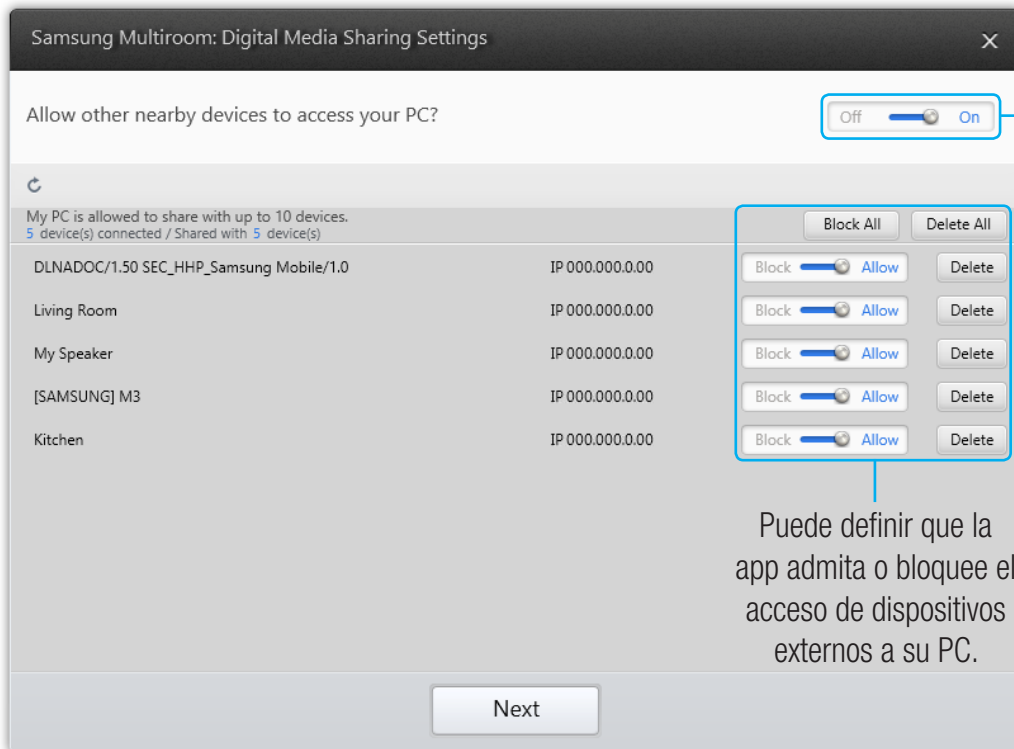 Samsung Multiroom: Digital Media Sharing Settings
Allow other nearby devices to access your PC?
Off On
My PC is allowed to share with up to 10 devices.
5 device(s) connected / Shared with 5 device(s)
Block All Delete All
DLNADOC/1.50 SEC_HHP_Samsung Mobile/1.0 IP 000.000.0.00 Block Allow Delete
Living Room IP 000.000.0.00 Block Allow Delete
My Speaker IP 000.000.0.00 Block Allow Delete
[SAMSUNG] M3 IP 000.000.0.00 Block Allow Delete
Kitchen IP 000.000.0.00 Block Allow Delete
Puede definir que la
app admita o bloquee el
acceso de dispositivos
externos a su PC.
Next